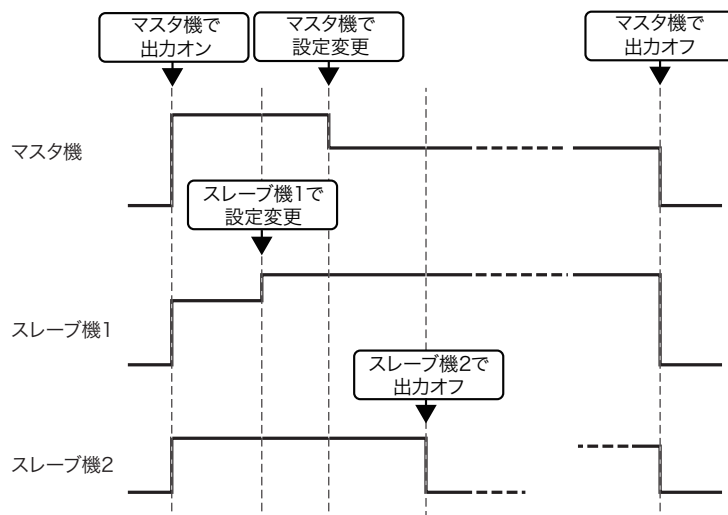 マスタ機で
出力オン
マスタ機で
設定変更
マスタ機で
出力オフ
マスタ機
スレーブ機1で
設定変更
スレーブ機1
スレーブ機2で
出力オフ
スレーブ機2